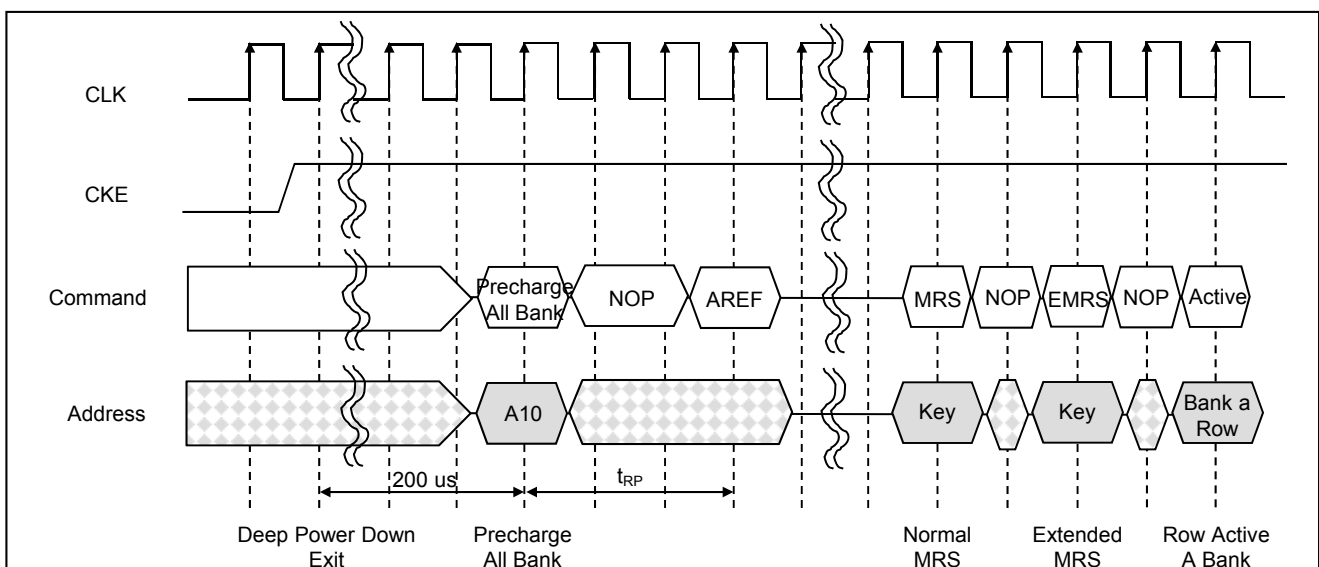 CLK
CKE
Command
Precharge
All Bank
NOP
AREF
MRS
NOP
EMRS
NOP
Active
Address
A10
Key
Key
Bank a
Row
200 us
tRP
Deep Power Down
Exit
Precharge
All Bank
Normal
MRS
Extended
MRS
Row Active
A Bank